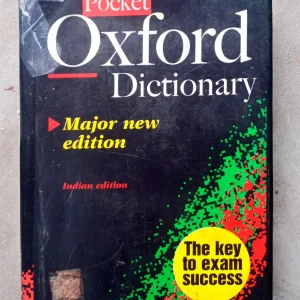 Pocket
Oxford
Dictionary
Major new
edition
Indian edition
The key
to exam
success